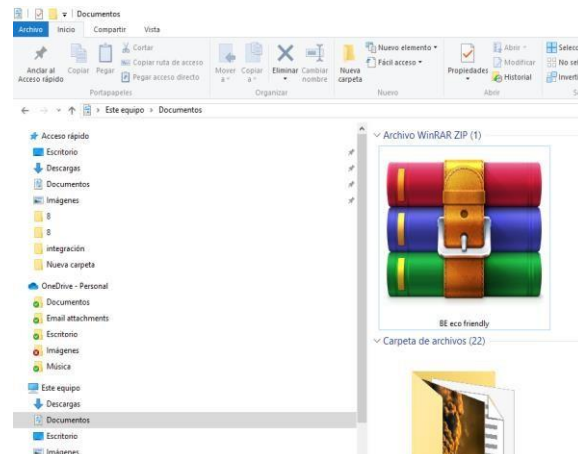 Documentos
Archivo Inicio Compartir Vista
Anclar al Acceso rápido
Copiar
Pegar
Cortar
Copiar ruta de acceso
Pegar acceso directo
Portapapeles
Mover a
Copiar a
Eliminar
Cambiar nombre
Organizar
Nueva carpeta
Nuevo elemento
Fácil acceso
Nuevo
Propiedades
Abrir
Modificar
Historial
Abrir
Selecc
No sel
Inverti
Este equipo > Documentos
Acceso rápido
Escritorio
Descargas
Documentos
Imágenes
8
8
integración
Nueva carpeta
OneDrive - Personal
Documentos
Email attachments
Escritorio
Imágenes
Música
Este equipo
Descargas
Documentos
Escritorio
Imágenes
Archivo WinRAR ZIP (1)
BE eco friendly
Carpeta de archivos (22)